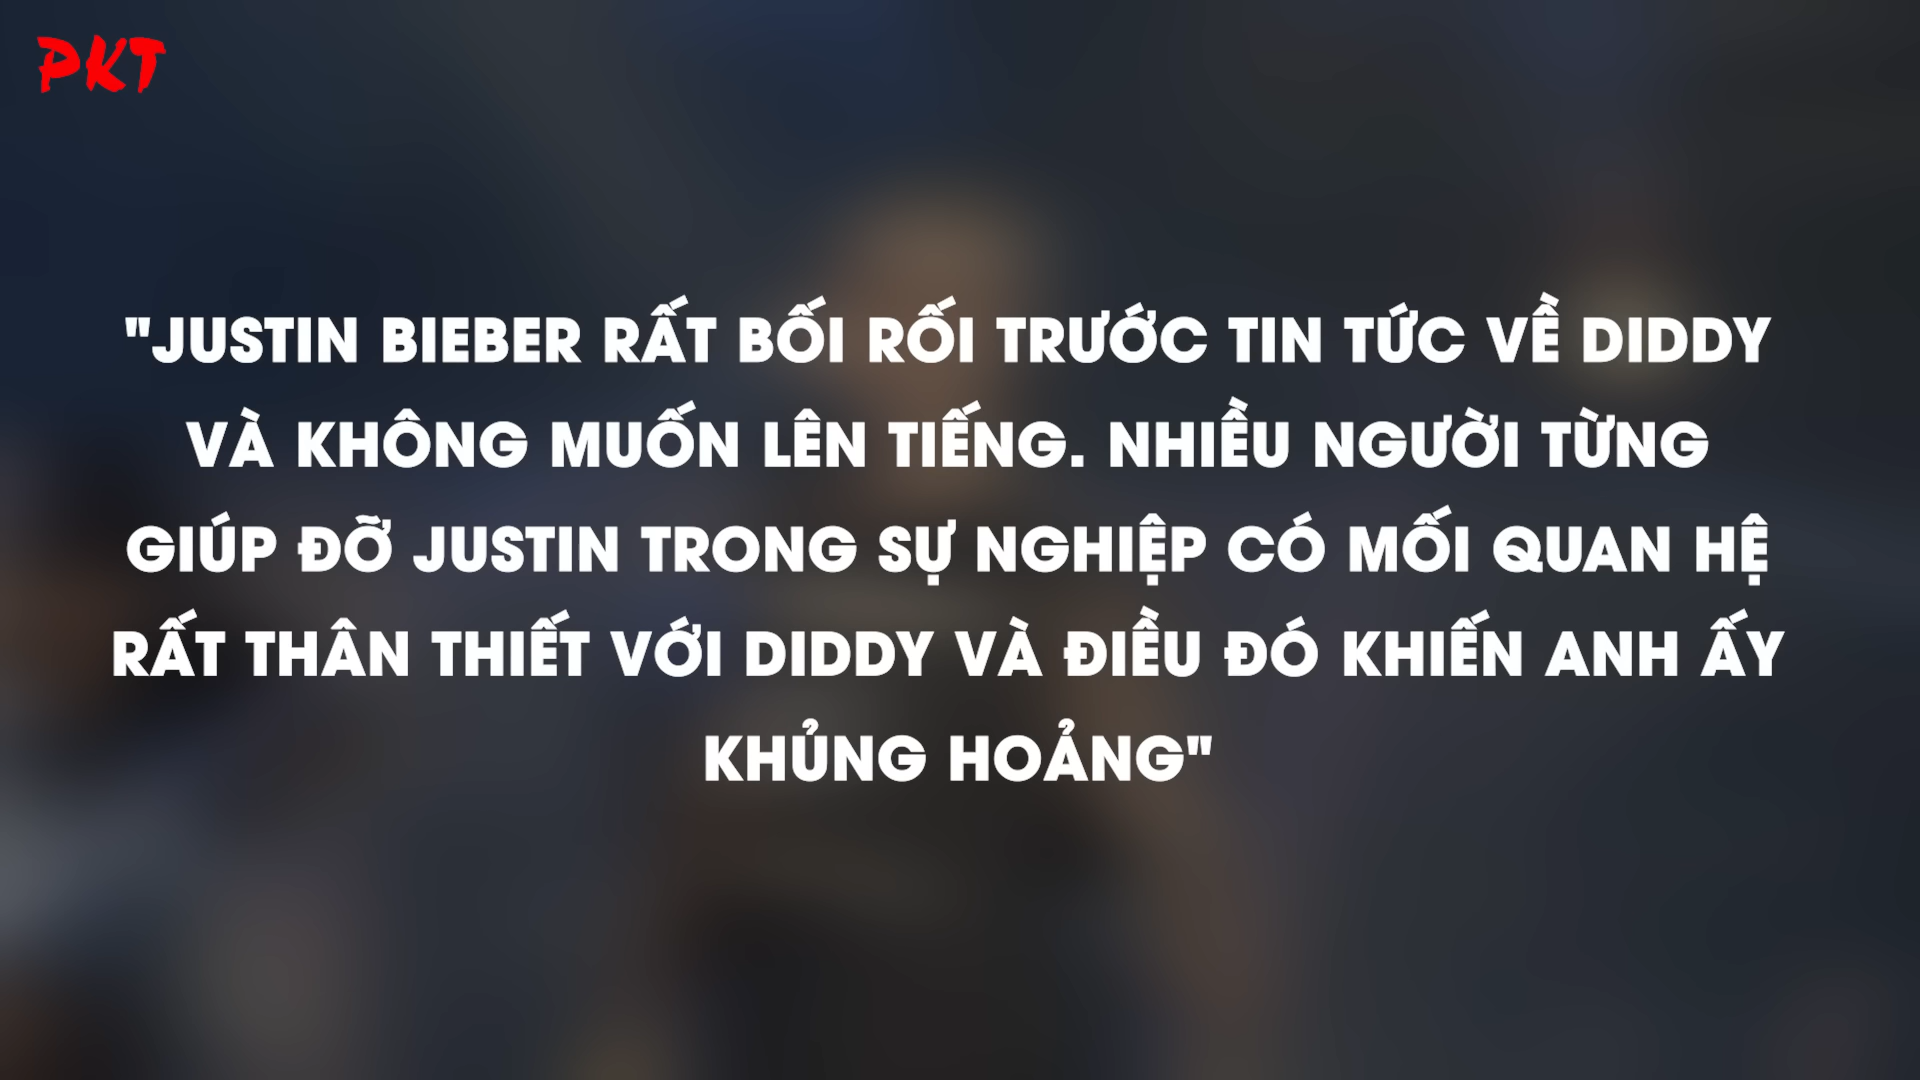 PKT
"JUSTIN BIEBER RẤT BỐI RỐI TRƯỚC TIN TỨC VỀ DIDDY
VÀ KHÔNG MUỐN LÊN TIẾNG. NHIỀU NGƯỜI TỪNG
GIÚP ĐỠ JUSTIN TRONG SỰ NGHIỆP CÓ MỐI QUAN HỆ
RẤT THÂN THIẾT VỚI DIDDY VÀ ĐIỀU ĐÓ KHIẾN ANH ẤY
KHỦNG HOẢNG"